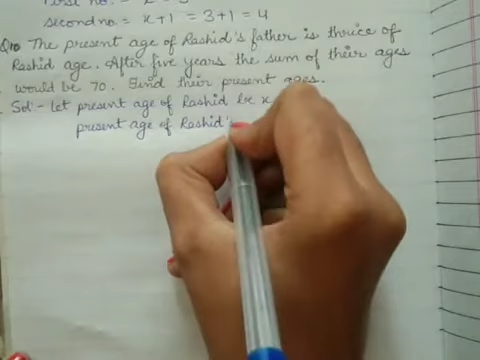 second no = x+1 = 3+1 = 4
Q10 The present age of Rashid's father is thrice of
Rashid age. After five years the sum of their ages
would be 70. Find their present ages.
Sol:- Let present age of Rashid be x
present age of Rashid's